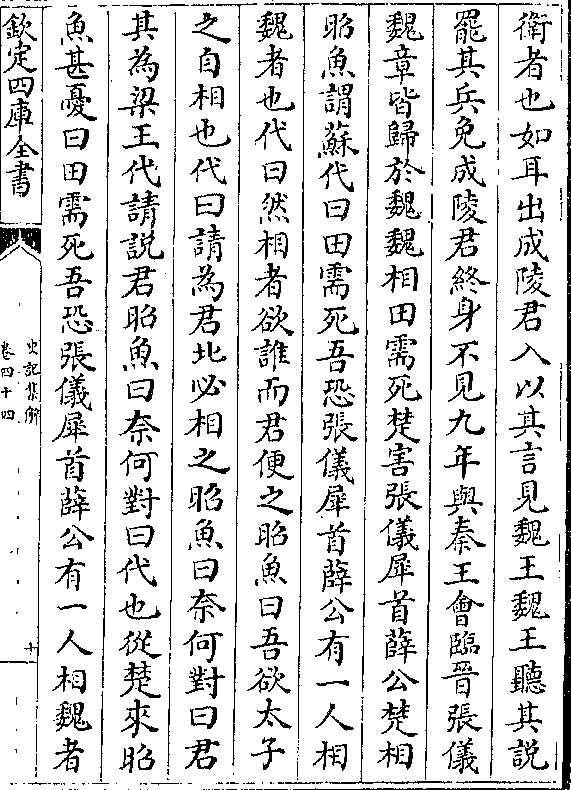 衛者也如耳出成陵君入以其言見魏王魏王聽其說
罷其兵免成陵君終身不見九年與秦王會臨晉張儀
魏章皆歸於魏魏相田需死楚害張儀犀首薛公楚相
昭魚謂蘇代曰田需死吾恐張儀犀首薛公有一人相
魏者也代曰然相者欲誰而君便之昭魚曰吾欲太子
之自相也代曰請為君北必相之昭魚曰奈何對曰君
其為梁王代請說君昭魚曰奈何對曰代也從楚來昭
魚甚憂曰田需死吾恐張儀犀首薛公有一人相魏者
欽定四庫全書
史記集解
卷四十四
十